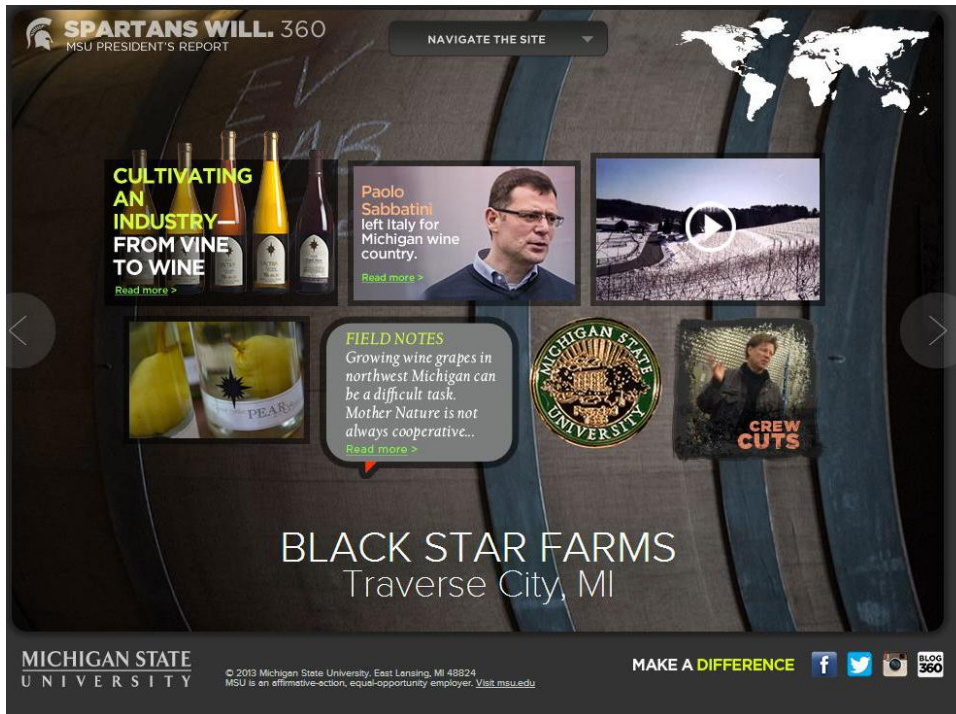 SPARTANS WILL. 360
MSU PRESIDENT'S REPORT
NAVIGATE THE SITE
EV
CULTIVATING
AN
INDUSTRY—
FROM VINE
TO WINE
Read more >
Paolo
Sabbatini
left Italy for
Michigan wine
country.
Read more >
PEAR
FIELD NOTES
Growing wine grapes in
northwest Michigan can
be a difficult task.
Mother Nature is not
always cooperative...
Read more >
MICHIGAN STATE
UNIVERSITY
CREW
CUTS
BLACK STAR FARMS
Traverse City, MI
MICHIGAN STATE
UNIVERSITY
© 2013 Michigan State University. East Lansing, MI 48824
MSU is an affirmative-action, equal-opportunity employer. Visit msu.edu
MAKE A DIFFERENCE
f
BLOG
360